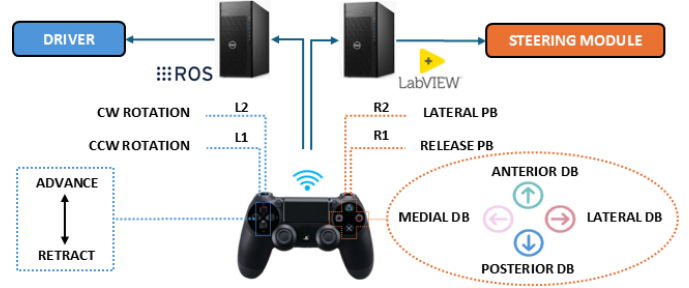 DRIVER
STEERING MODULE
ROS
LabVIEW
CW ROTATION
L2
R2
LATERAL PB
CCW ROTATION
L1
R1
RELEASE PB
ADVANCE
RETRACT
ANTERIOR DB
MEDIAL DB
LATERAL DB
POSTERIOR DB